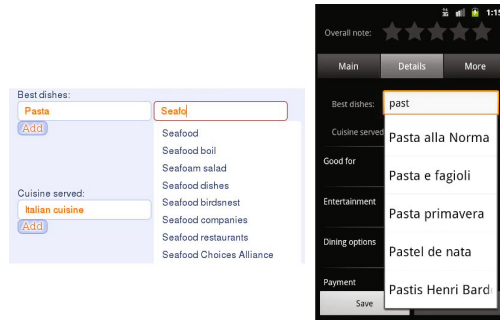 Best dishes:
Pasta
Seafo
Add
Seafood
Seafood boil
Seafoam salad
Seafood dishes
Seafood birdsnest
Seafood companies
Seafood restaurants
Seafood Choices Alliance
Cuisine served:
Italian cuisine
Add
1:15
Overall note:
Main Details More
Best dishes: past
Cuisine served
Pasta alla Norma
Good for
Pasta e fagioli
Entertainment
Pasta primavera
Dining options
Pastel de nata
Payment
Pastis Henri Bard
Save